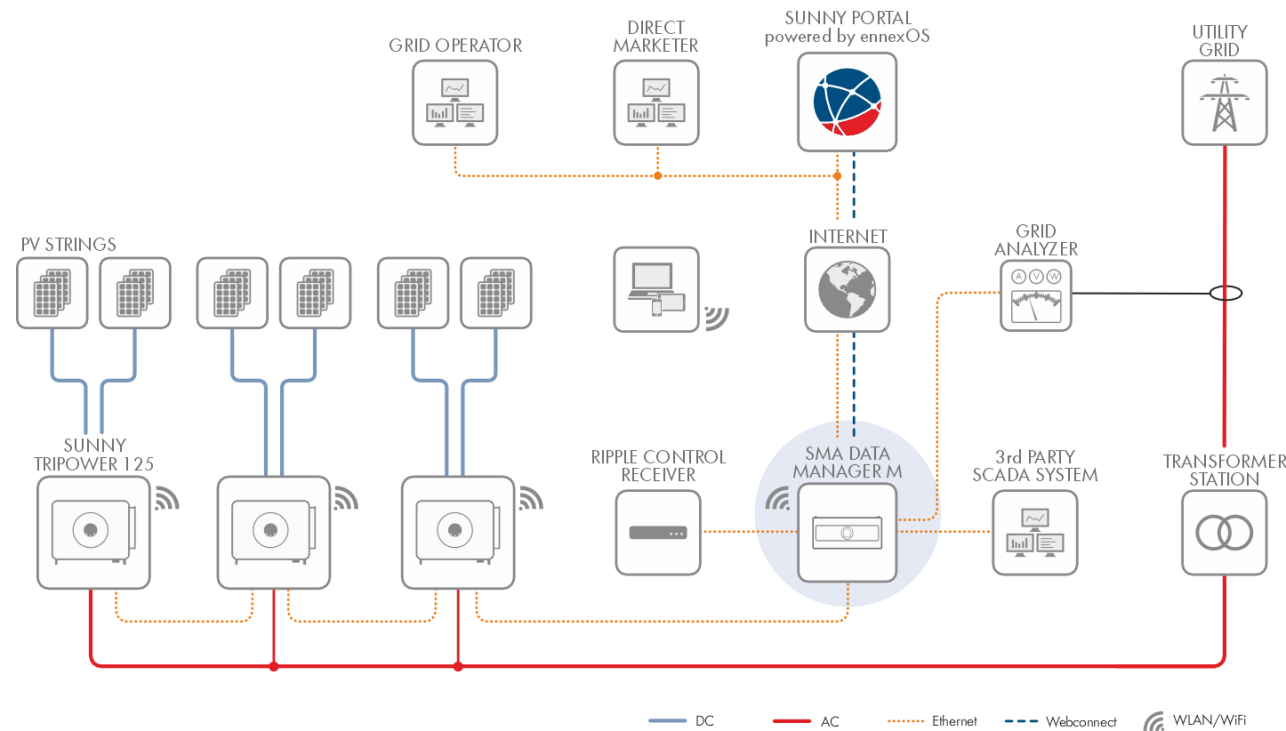 GRID OPERATOR
DIRECT
MARKETER
SUNNY PORTAL
powered by ennexOS
UTILITY
GRID
PV STRINGS
INTERNET
GRID
ANALYZER
A V W
SUNNY
TRIPOWER 125
RIPPLE CONTROL
RECEIVER
SMA DATA
MANAGER M
3rd PARTY
SCADA SYSTEM
TRANSFORMER
STATION
DC
AC
Ethernet
Webconnect
WLAN/WiFi